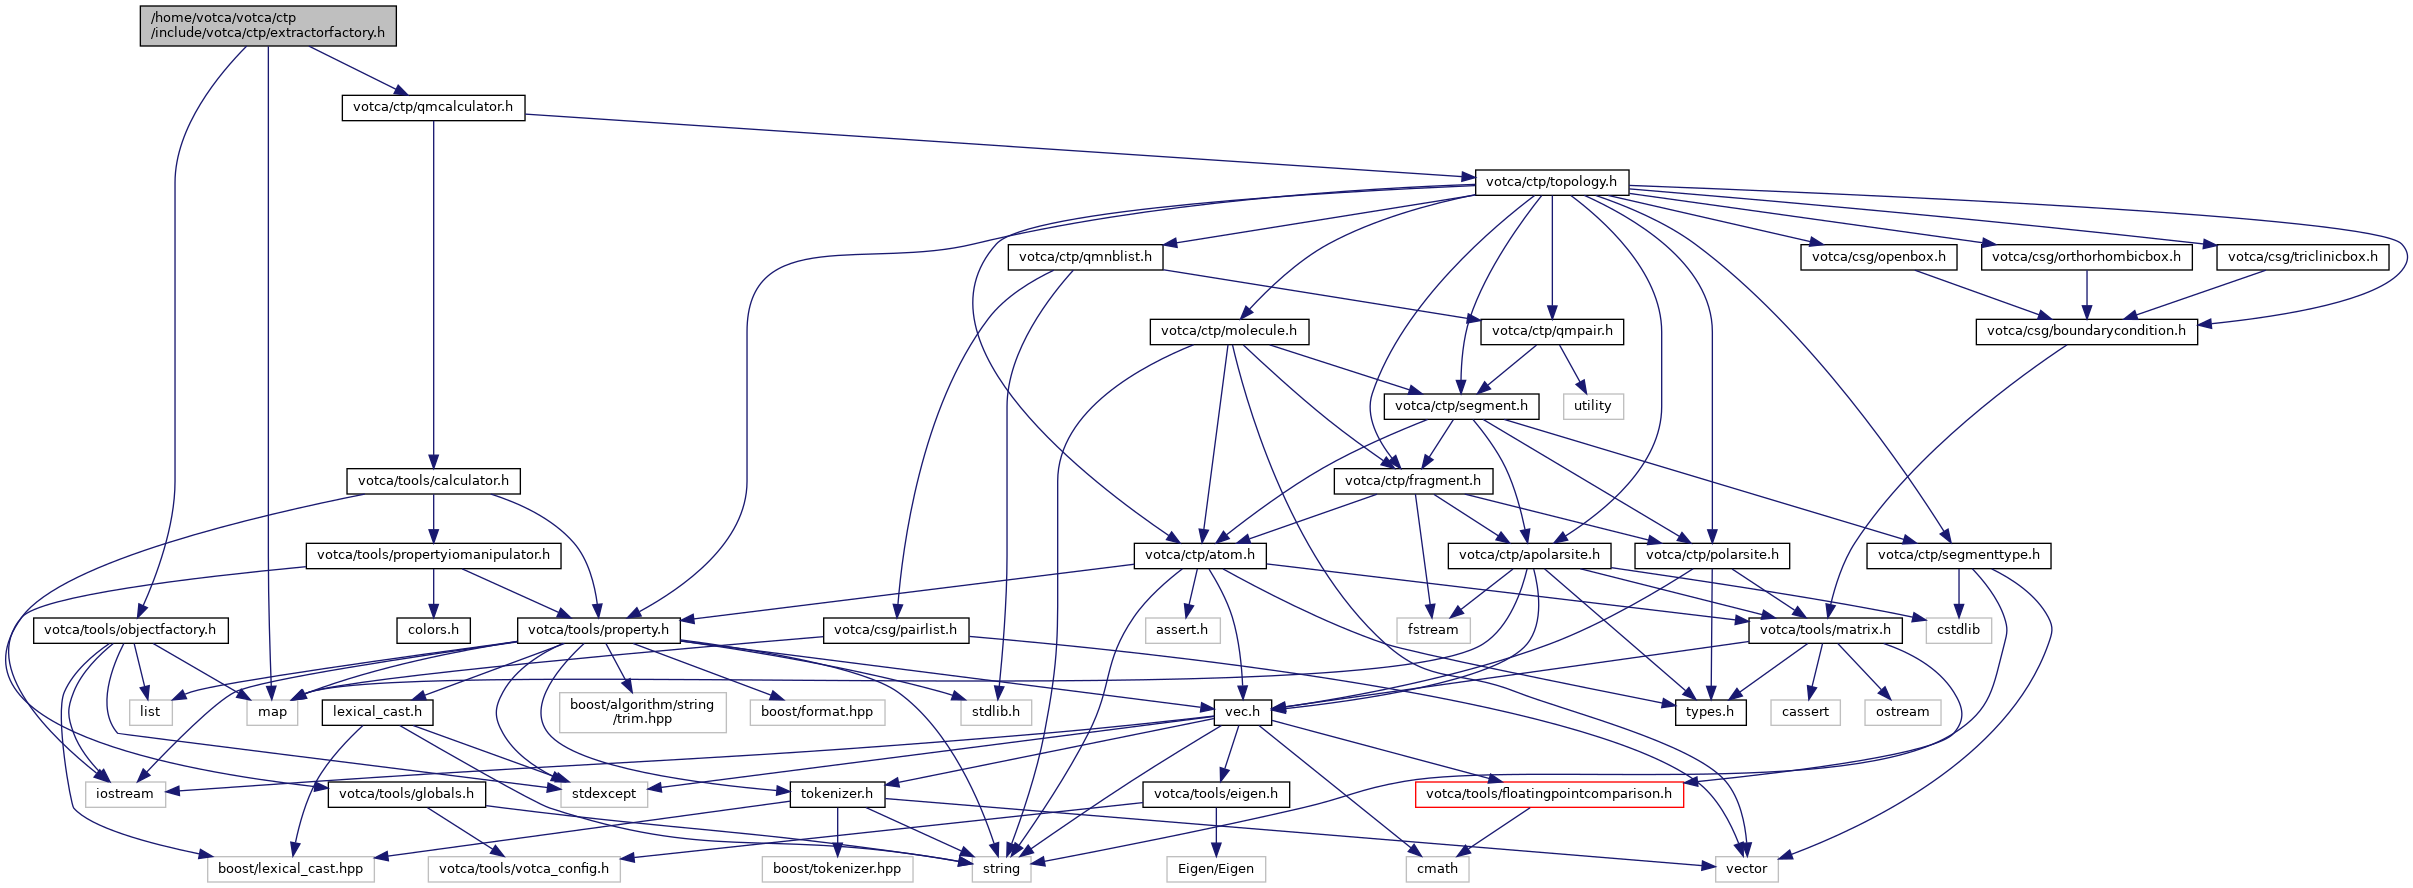 /home/votca/votca/ctp
/include/votca/ctp/extractorfactory.h
votca/ctp/qmcalculator.h
votca/ctp/topology.h
votca/ctp/qmnblist.h
votca/csg/openbox.h
votca/csg/orthorhombicbox.h
votca/csg/triclinicbox.h
votca/ctp/molecule.h
votca/ctp/qmpair.h
votca/csg/boundarycondition.h
votca/ctp/segment.h
utility
votca/tools/calculator.h
votca/ctp/fragment.h
votca/tools/propertyiomanipulator.h
votca/ctp/atom.h
votca/ctp/apolarsite.h
votca/ctp/polarsite.h
votca/ctp/segmenttype.h
votca/tools/objectfactory.h
colors.h
votca/tools/property.h
votca/csg/pairlist.h
assert.h
fstream
votca/tools/matrix.h
cstdlib
list
map
lexical_cast.h
boost/algorithm/string
/trim.hpp
boost/format.hpp
stdlib.h
vec.h
types.h
cassert
ostream
iostream
votca/tools/globals.h
stdexcept
tokenizer.h
votca/tools/eigen.h
votca/tools/floatingpointcomparison.h
boost/lexical_cast.hpp
votca/tools/votca_config.h
boost/tokenizer.hpp
string
Eigen/Eigen
cmath
vector